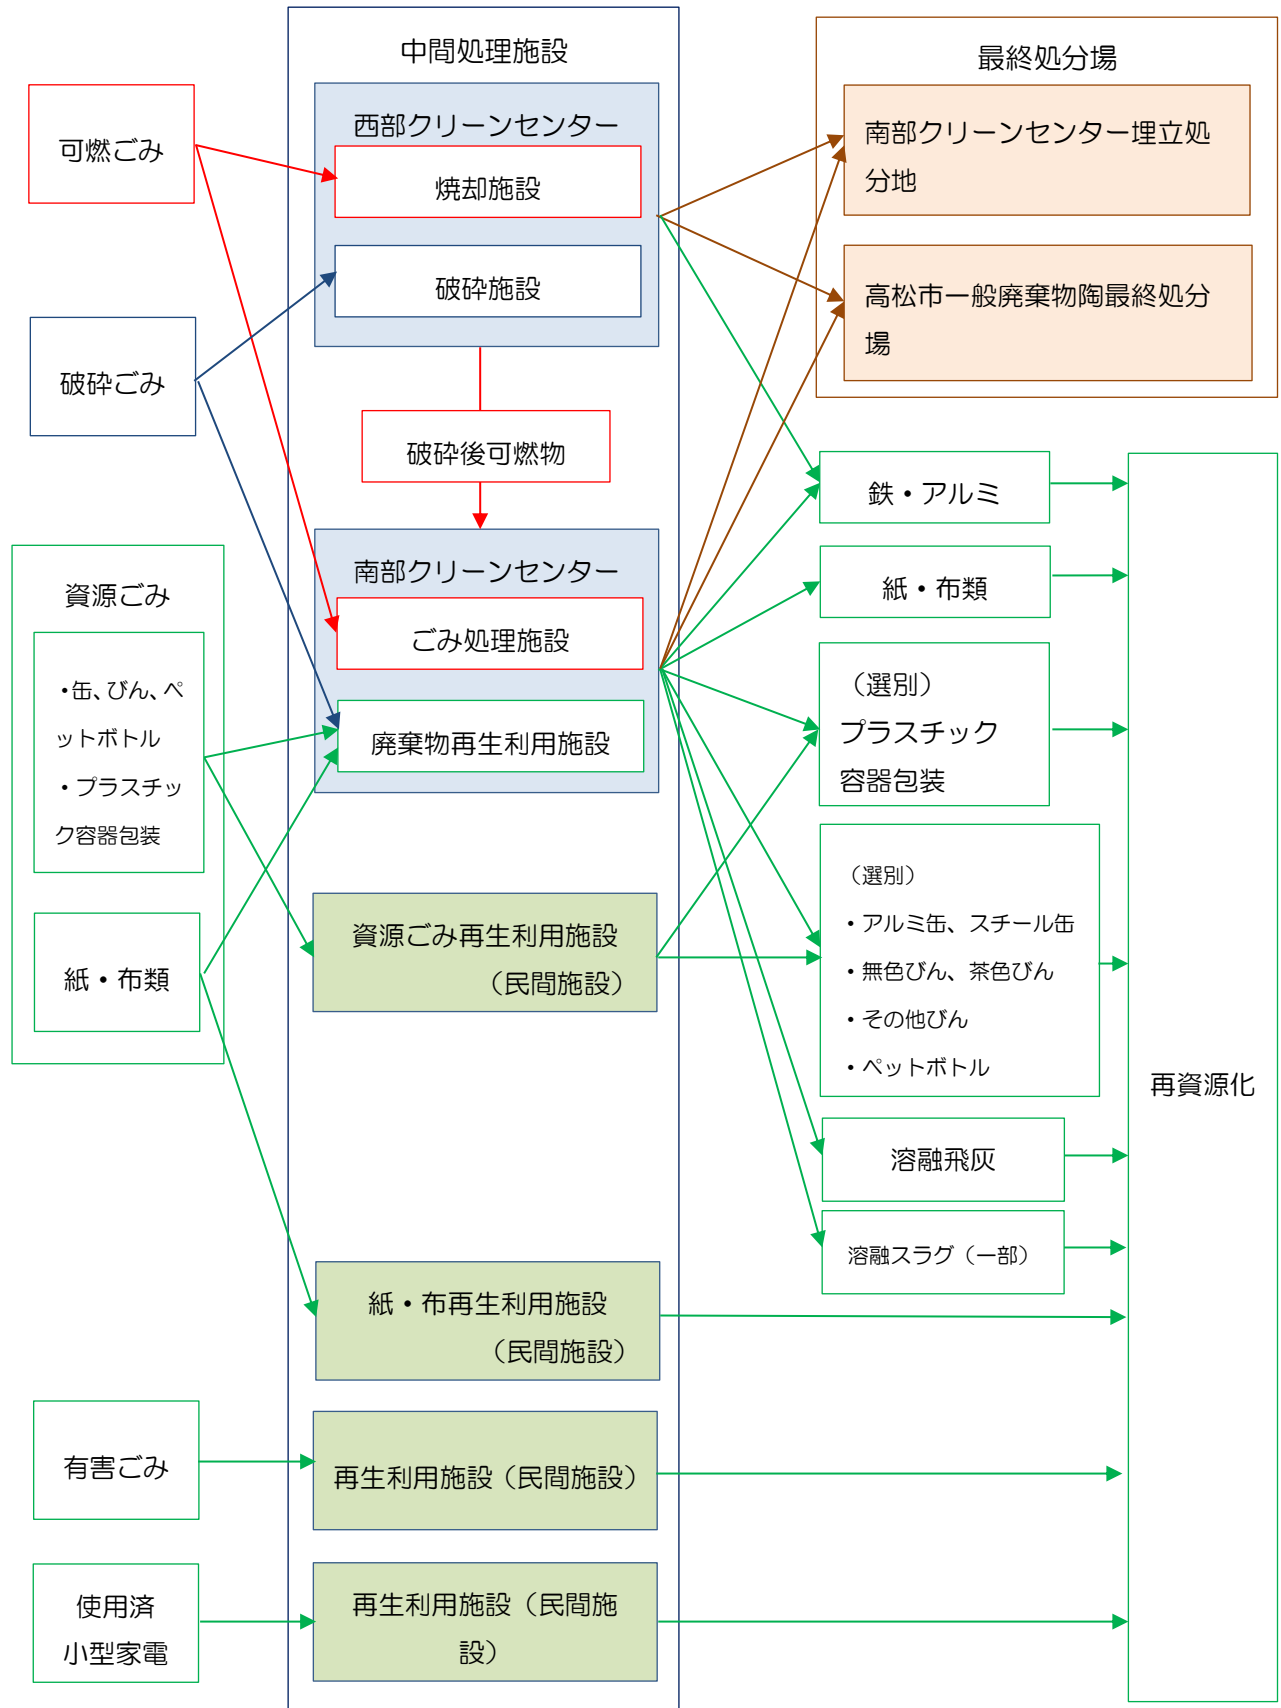 中間処理施設
最終処分場
可燃ごみ
西部クリーンセンター
焼却施設
破砕施設
南部クリーンセンター埋立処
分地
高松市一般廃棄物陶最終処分
場
破砕ごみ
破砕後可燃物
鉄・アルミ
南部クリーンセンター
ごみ処理施設
廃棄物再生利用施設
紙・布類
資源ごみ
・缶、びん、ペ
ットボトル
・プラスチッ
ク容器包装
紙・布類
（選別）
プラスチック
容器包装
資源ごみ再生利用施設
（民間施設）
（選別）
・アルミ缶、スチール缶
・無色びん、茶色びん
・その他びん
・ペットボトル
再資源化
溶融飛灰
溶融スラグ（一部）
紙・布再生利用施設
（民間施設）
有害ごみ
再生利用施設（民間施設）
使用済
小型家電
再生利用施設（民間施
設）